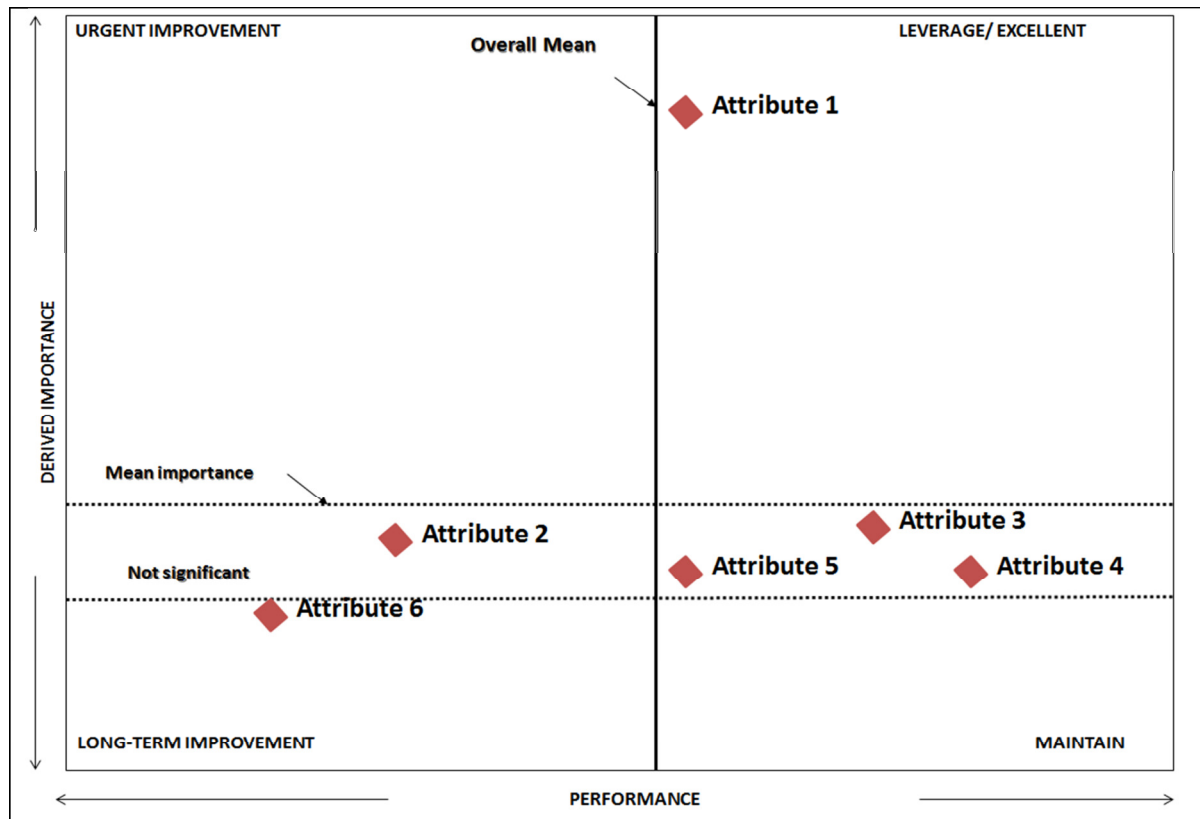 URGENT IMPROVEMENT
LEVERAGE/ EXCELLENT
Overall Mean
Attribute 1
DERIVED IMPORTANCE
Mean importance
Attribute 3
Attribute 2
Attribute 5
Attribute 4
Not significant
Attribute 6
LONG-TERM IMPROVEMENT
MAINTAIN
PERFORMANCE